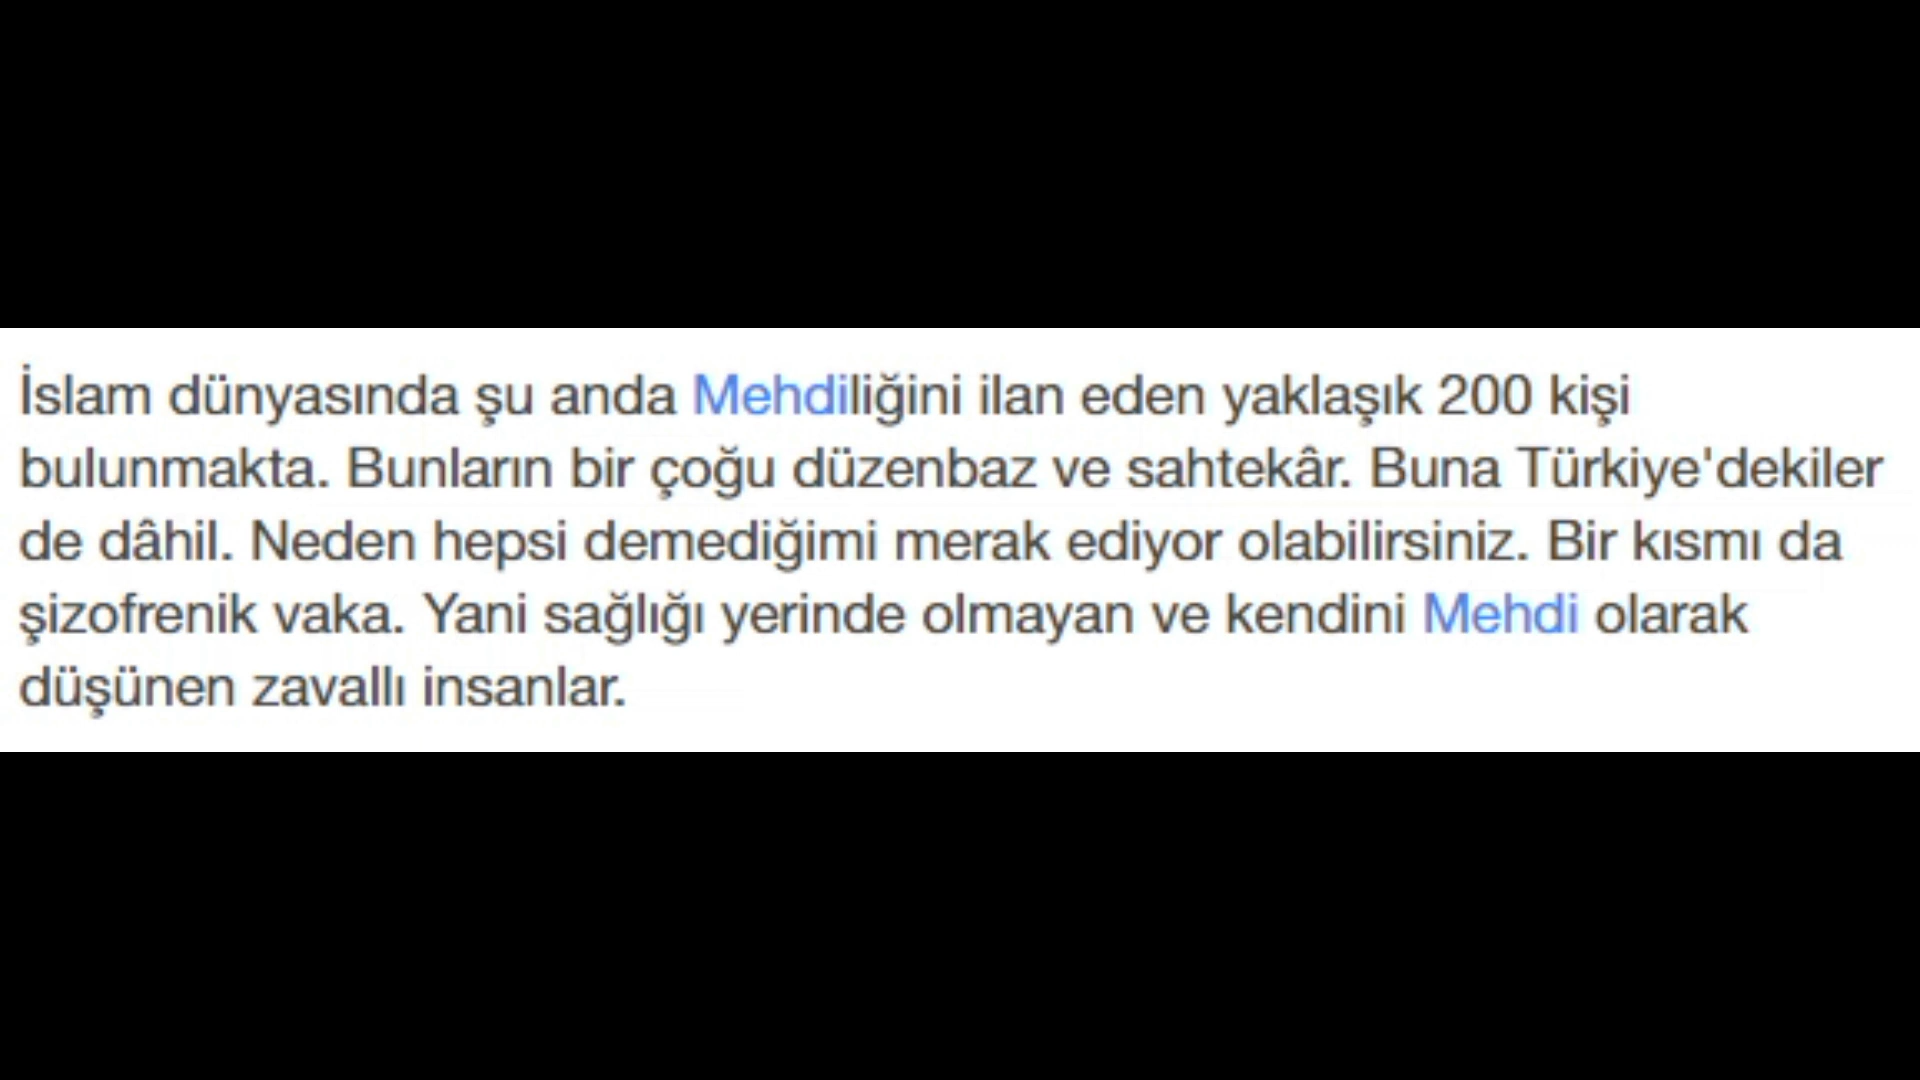 İslam dünyasında şu anda Mehdiliğini ilan eden yaklaşık 200 kişi
bulunmakta. Bunların bir çoğu düzenbaz ve sahtekâr. Buna Türkiye'dekiler
de dâhil. Neden hepsi demediğimi merak ediyor olabilirsiniz. Bir kısmı da
şizofrenik vaka. Yani sağlığı yerinde olmayan ve kendini Mehdi olarak
düşünen zavallı insanlar.